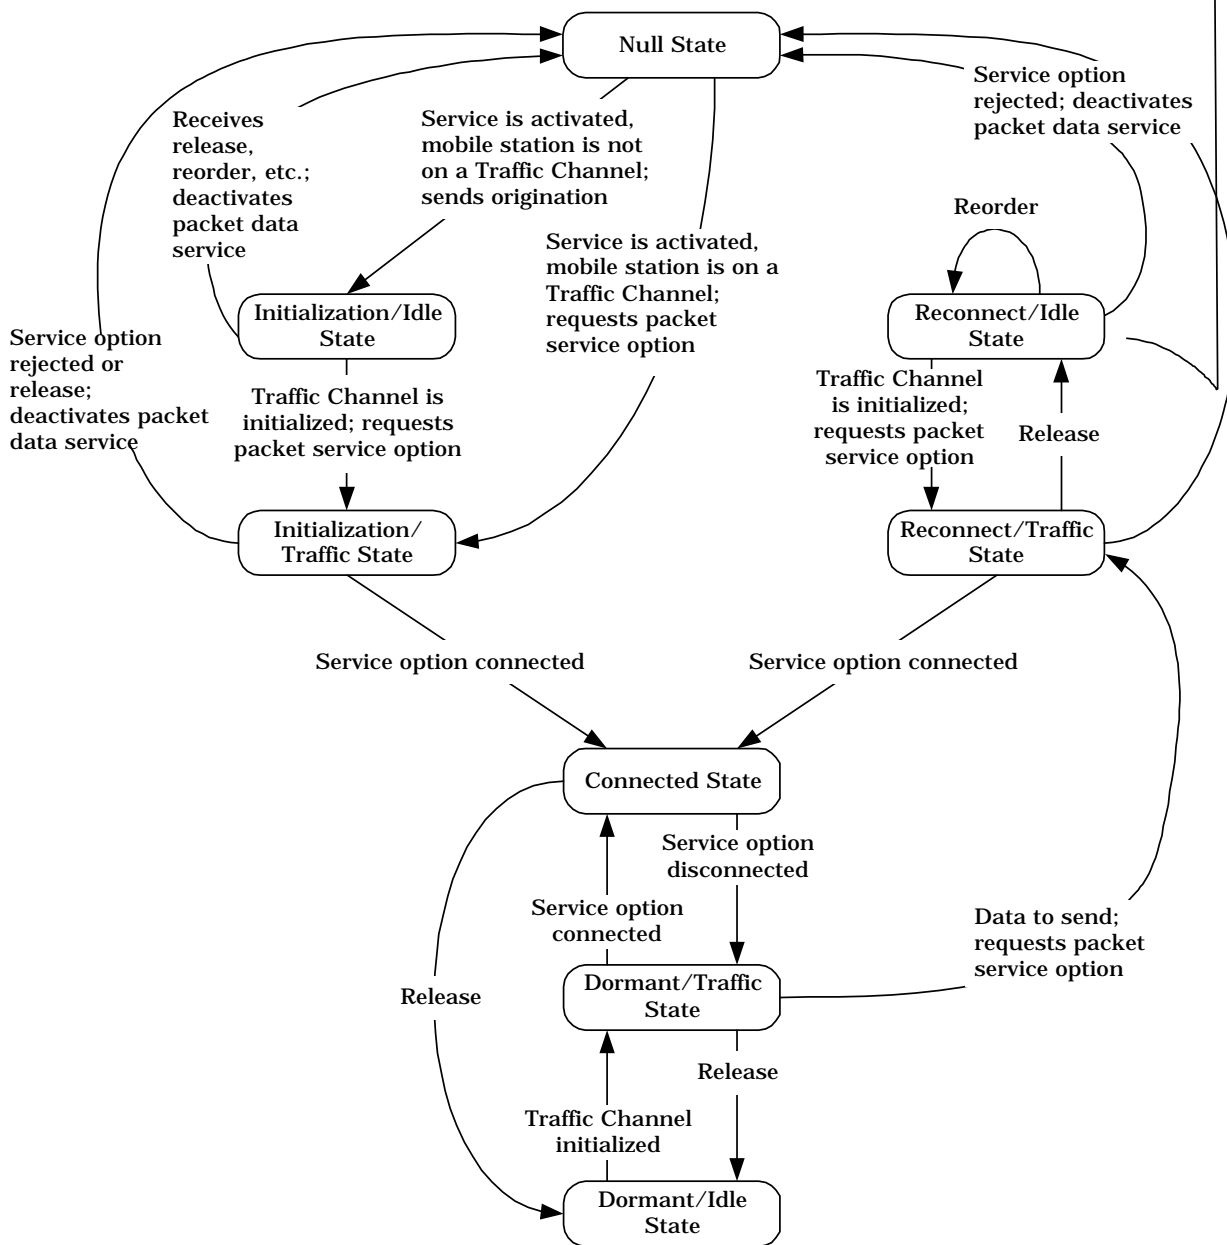 Null State
Service option
rejected; deactivates
packet data service
Receives
release,
reorder, etc.;
deactivates
packet data
service
Service is activated,
mobile station is not
on a Traffic Channel;
sends origination
Reorder
Service is activated,
mobile station is on a
Traffic Channel;
requests packet
service option
Initialization/Idle
State
Reconnect/Idle
State
Service option
rejected or
release;
deactivates packet
data service
Traffic Channel is
initialized; requests
packet service option
Traffic Channel
is initialized;
requests packet
service option
Release
Initialization/
Traffic State
Reconnect/Traffic
State
Service option connected
Service option connected
Connected State
Service option
disconnected
Service option
connected
Data to send;
requests packet
service option
Dormant/Traffic
State
Release
Release
Traffic Channel
initialized
Dormant/Idle
State